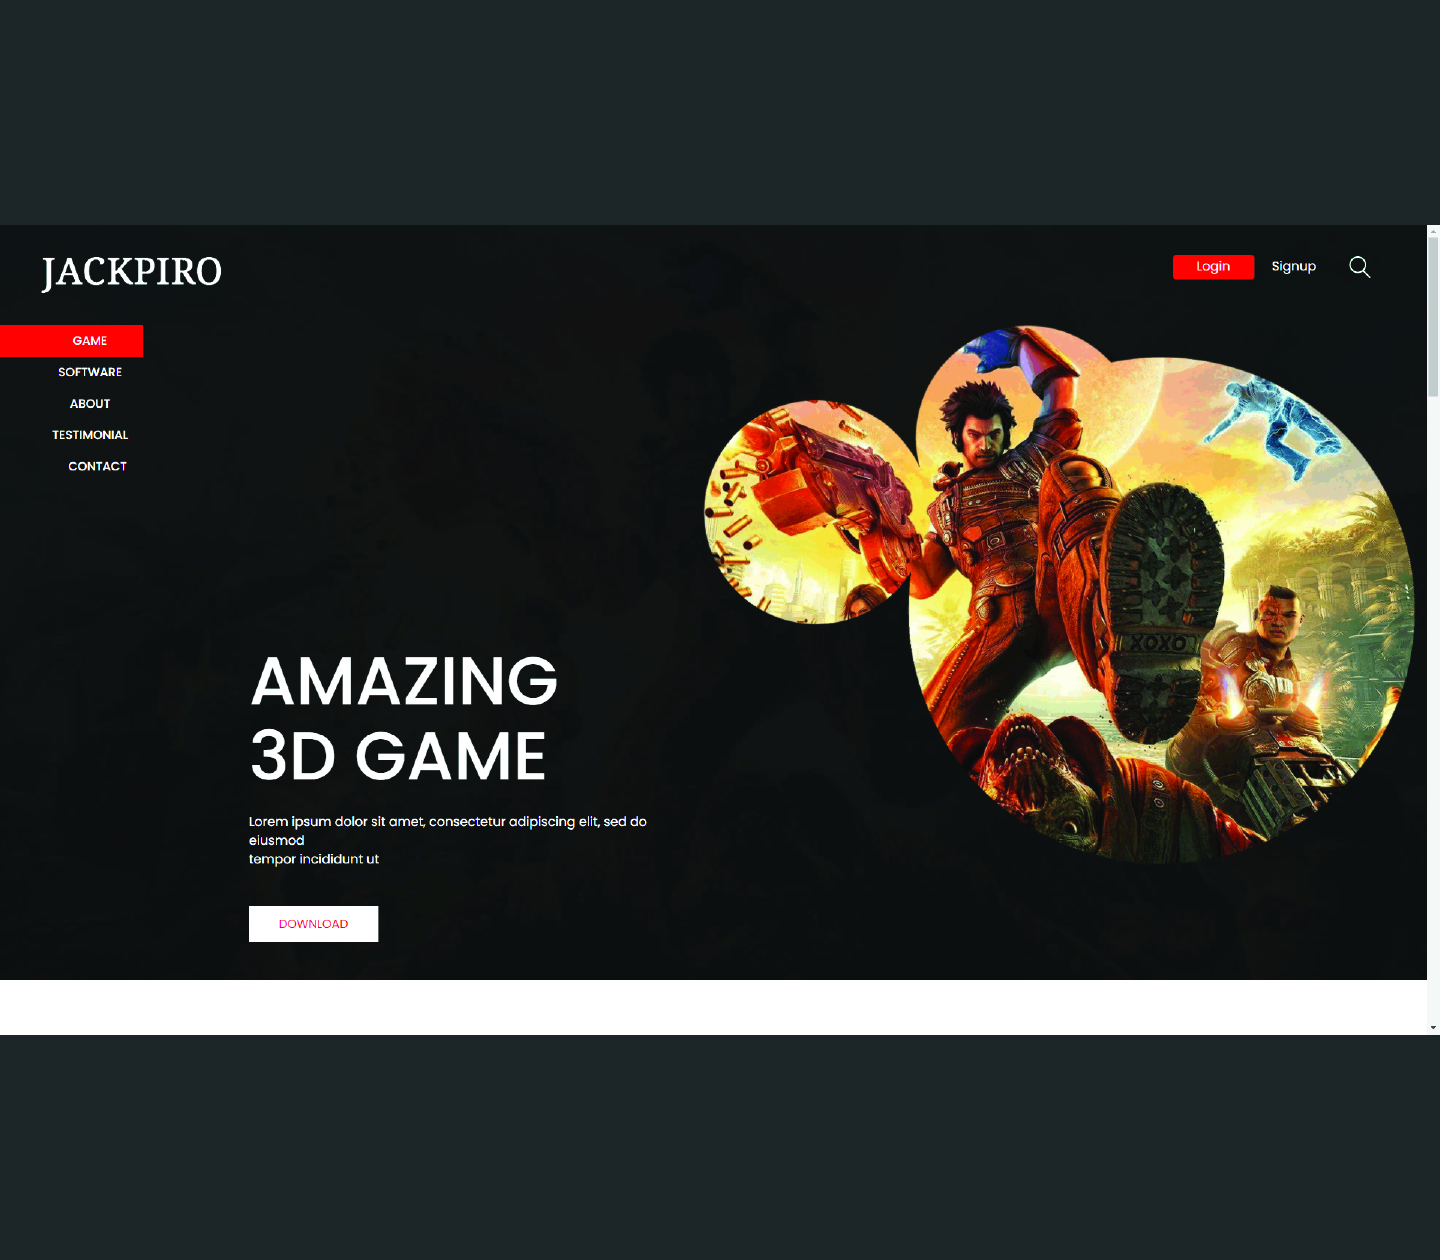 JACKPIRO
Login
Signup
GAME
SOFTWARE
ABOUT
TESTIMONIAL
CONTACT
XOXO
AMAZING
3D GAME
Lorem ipsum dolor sit amet, consectetur adipiscing elit, sed do
eiusmod
tempor incididunt ut
DOWNLOAD